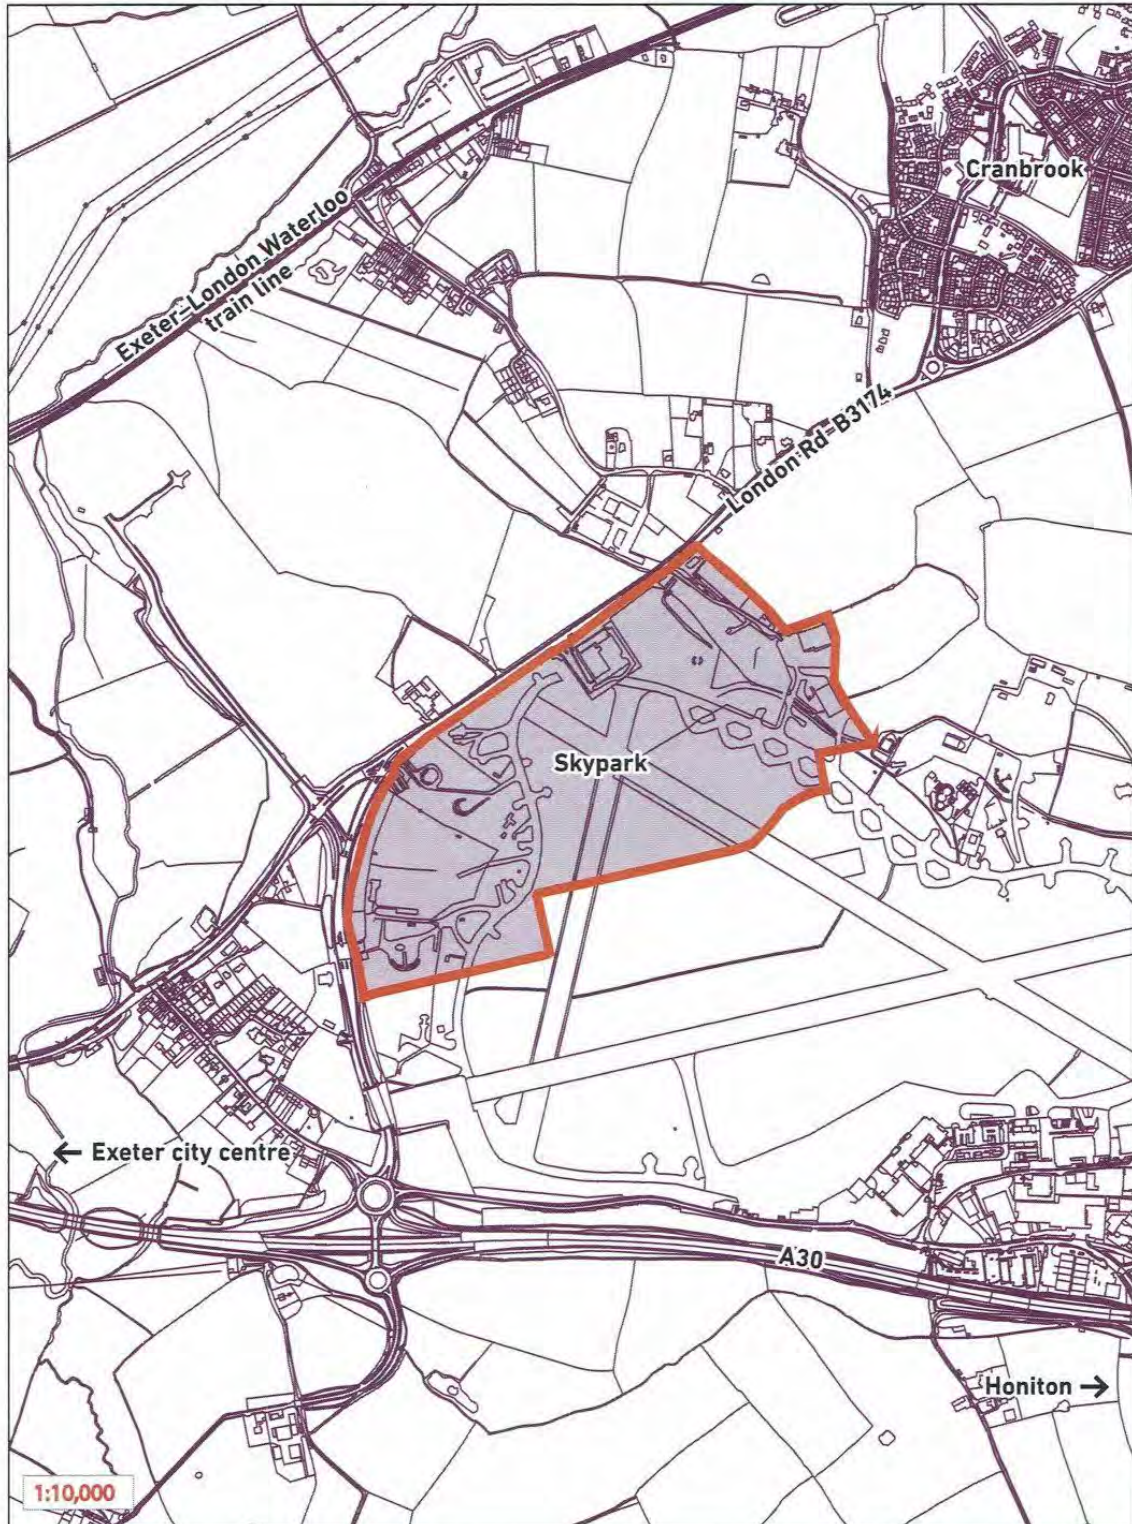 Cranbrook
Exeter–London Waterloo
train line
London Rd-B3174
Skypark
← Exeter city centre
A30
Honiton →
1:10,000